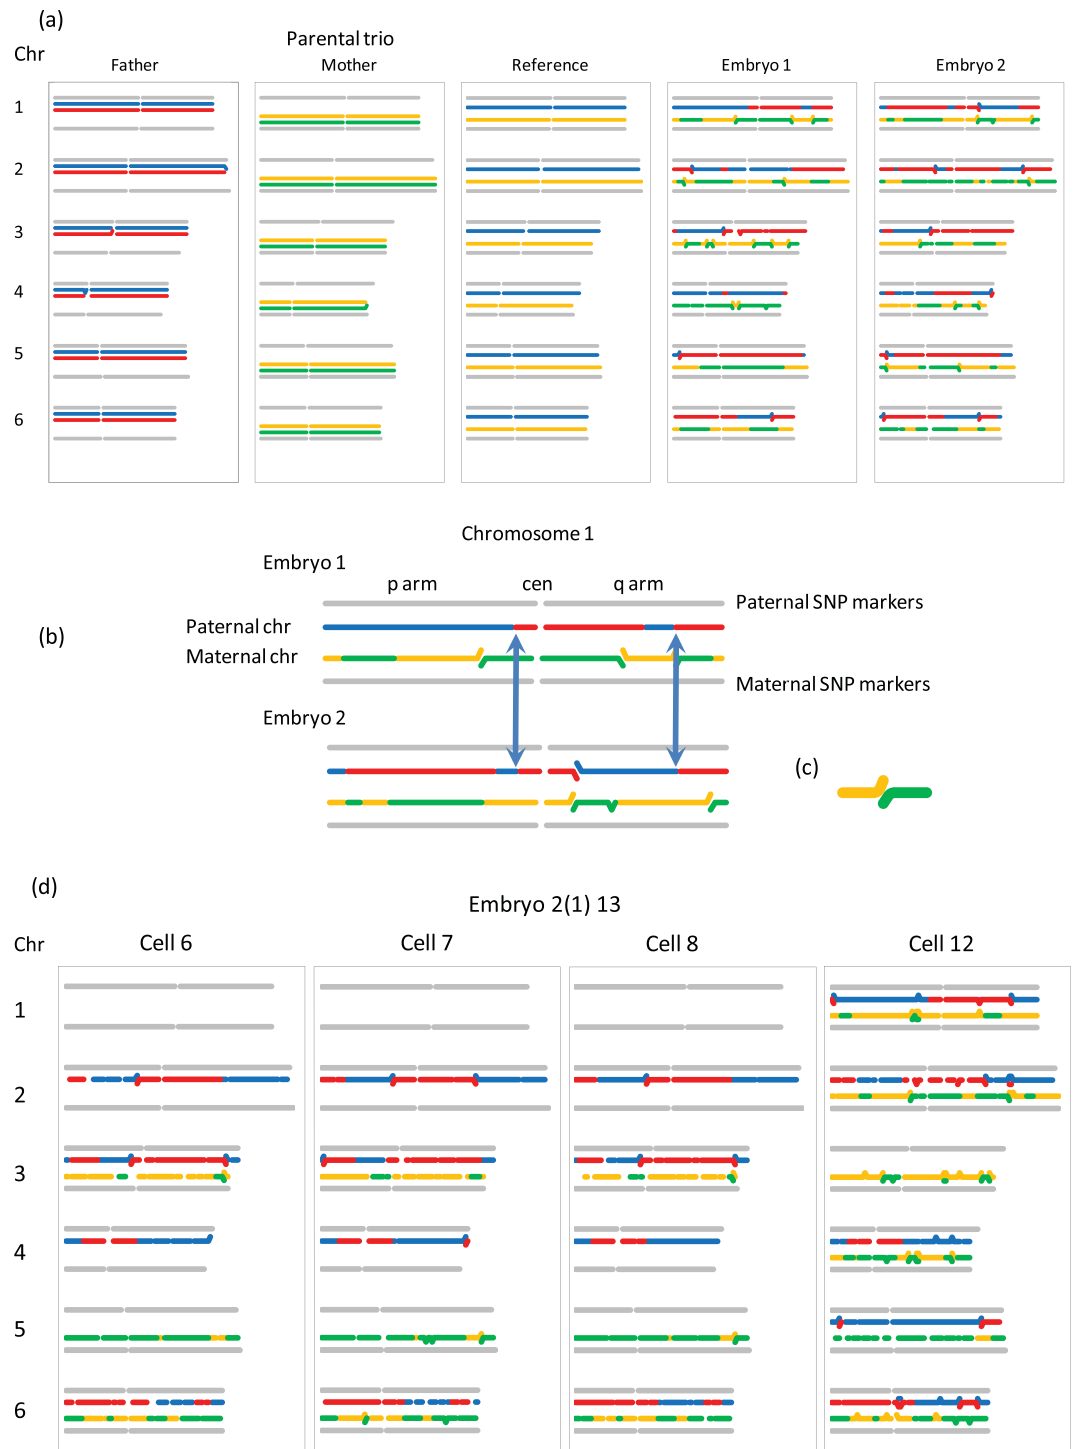 (a)
Parental trio
Chr
Father
Mother
Reference
Embryo 1
Embryo 2
1
2
3
4
5
6
Chromosome 1
Embryo 1
p arm
cen
q arm
Paternal SNP markers
(b)
Paternal chr
Maternal chr
Maternal SNP markers
Embryo 2
(c)
(d)
Embryo 2(1) 13
Chr
Cell 6
Cell 7
Cell 8
Cell 12
1
2
3
4
5
6